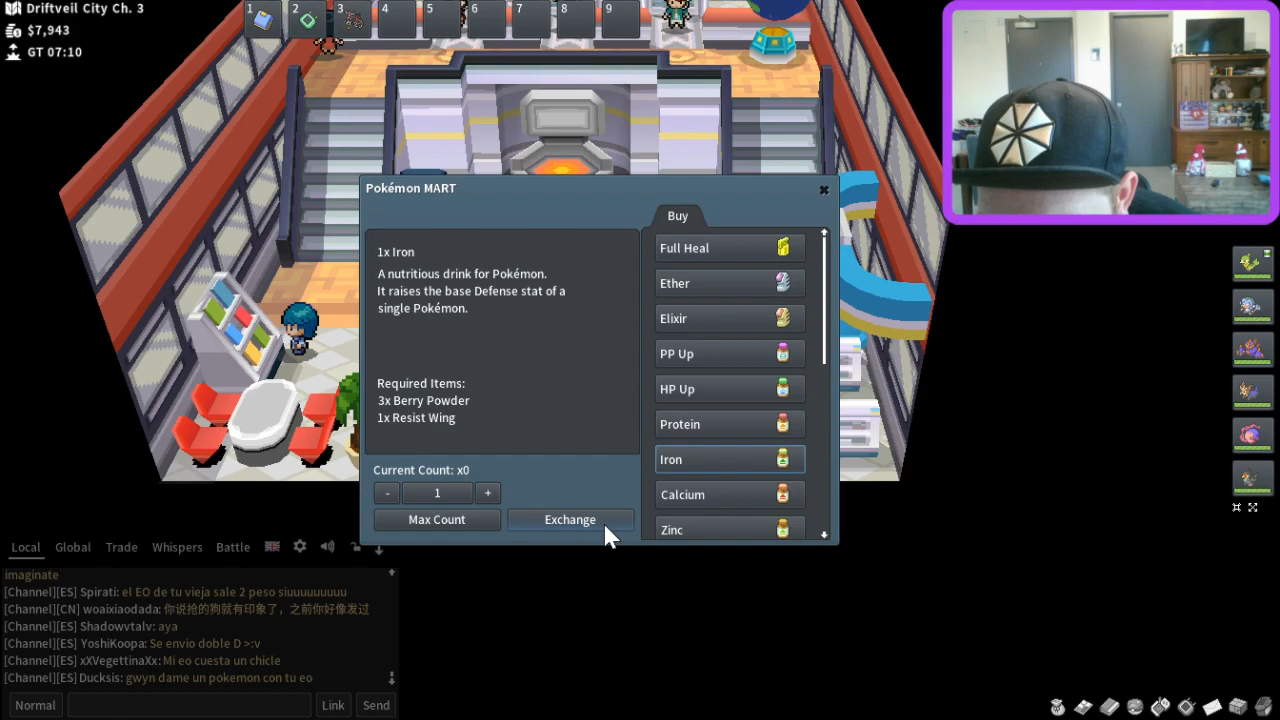 Driftveil City Ch. 3
$7,943
GT 07:10
1 2 3 4 5 6 7 8 9
Pokémon MART
Buy
1x Iron
A nutritious drink for Pokémon.
It raises the base Defense stat of a
single Pokémon.
Required Items:
3x Berry Powder
1x Resist Wing
Current Count: x0
- 1 +
Max Count
Exchange
Full Heal
Ether
Elixir
PP Up
HP Up
Protein
Iron
Calcium
Zinc
Local Global Trade Whispers Battle
imaginate
[Channel][ES] Spirati: el EO de tu vieja sale 2 peso siuuuuuuuuu
[Channel][CN] woaixiaodada: 你说抢的狗就有印象了，之前你好像发过
[Channel][ES] Shadowvtalv: aya
[Channel][ES] YoshiKoopa: Se envio doble D >:v
[Channel][ES] xXVegettinaXx: Mi eo cuesta un chicle
[Channel][ES] Ducksis: gwyn dame un pokemon con tu eo
Normal
Link
Send